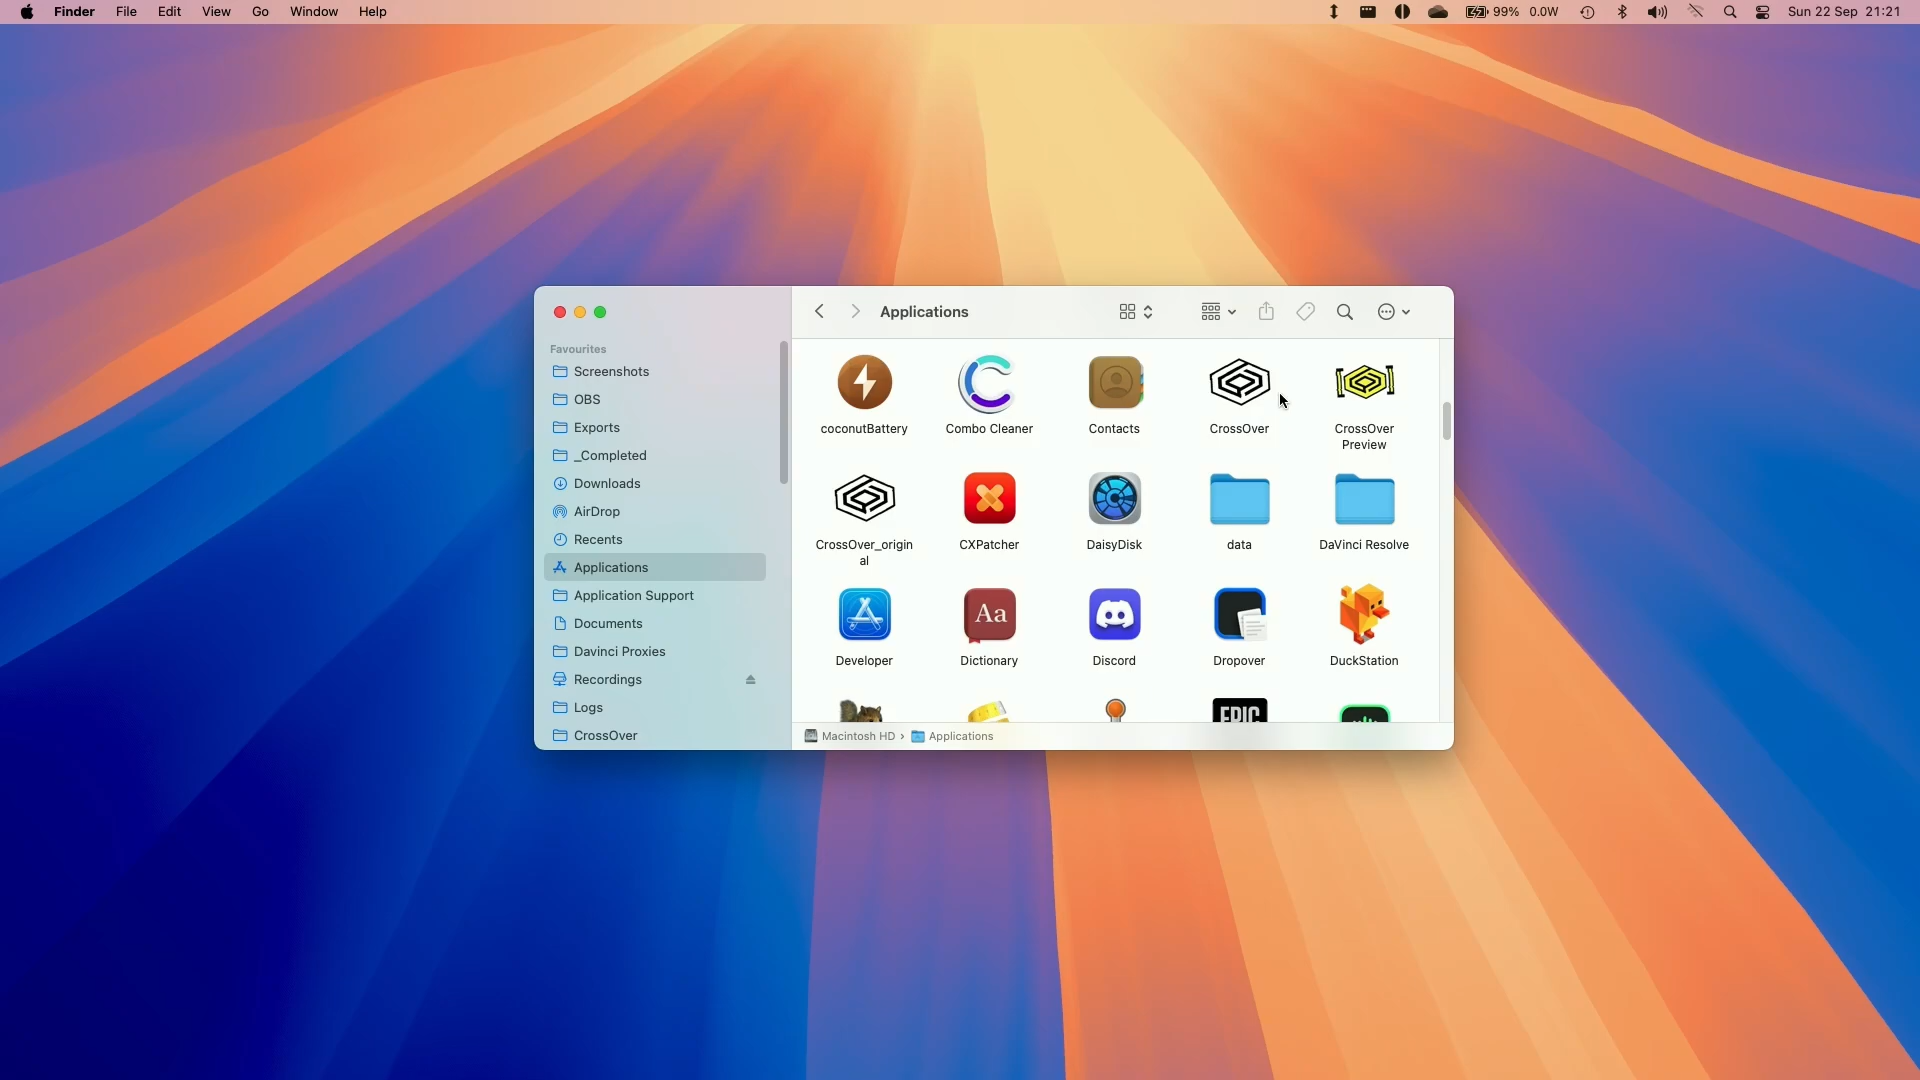 Finder File Edit View Go Window Help 99% 0.0W Sun 22 Sep 21:21
Applications
Favourites
Screenshots
OBS
Exports
_Completed
Downloads
AirDrop
Recents
Applications
Application Support
Documents
Davinci Proxies
Recordings
Logs
CrossOver
coconutBattery Combo Cleaner Contacts CrossOver CrossOver
Preview
CrossOver_origin CXPatcher DaisyDisk data DaVinci Resolve
al
Aa
Developer Dictionary Discord Dropover DuckStation
EPIC
Macintosh HD › Applications